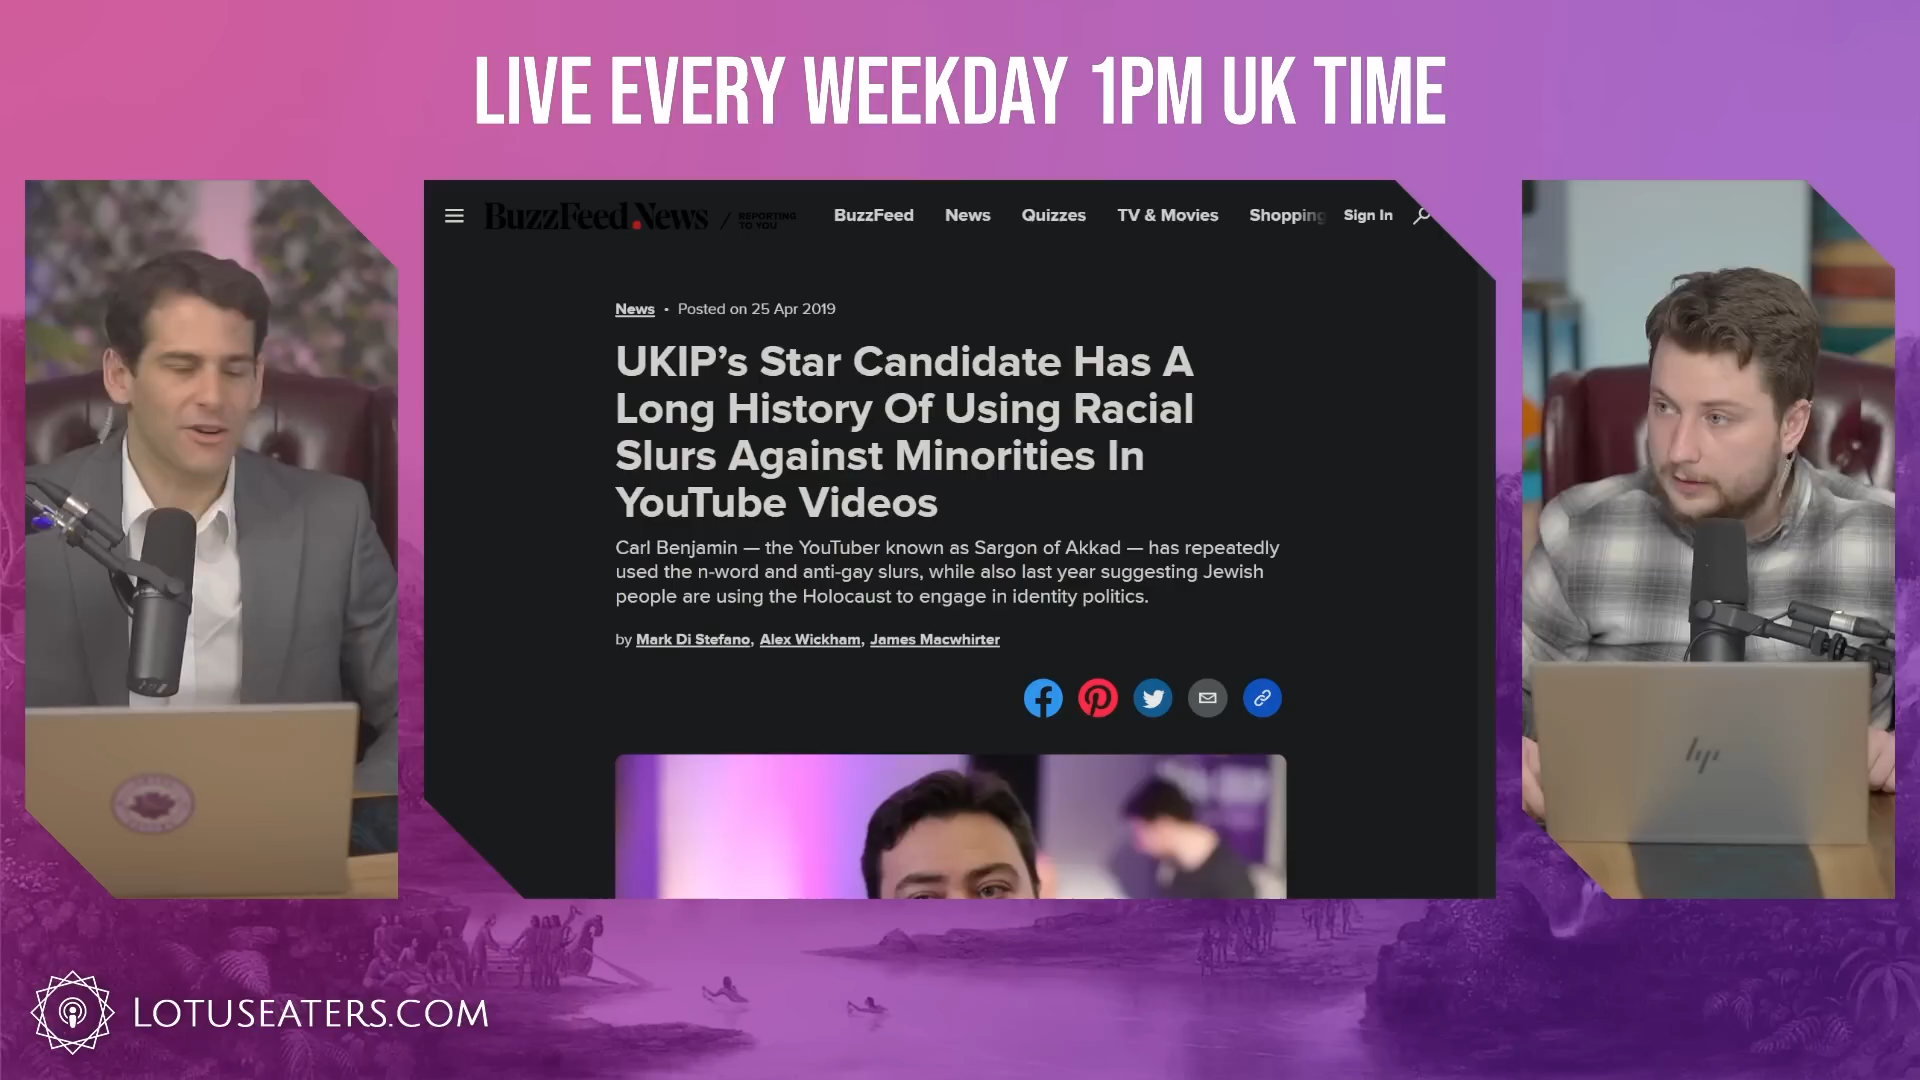 LIVE EVERY WEEKDAY 1PM UK TIME
BuzzFeed News / REPORTING TO YOU
BuzzFeed News Quizzes TV & Movies Shopping Sign In
News • Posted on 25 Apr 2019
UKIP’s Star Candidate Has A
Long History Of Using Racial
Slurs Against Minorities In
YouTube Videos
Carl Benjamin — the YouTuber known as Sargon of Akkad — has repeatedly
used the n-word and anti-gay slurs, while also last year suggesting Jewish
people are using the Holocaust to engage in identity politics.
by Mark Di Stefano, Alex Wickham, James Macwhirter
hp
LOTUSEATERS.COM